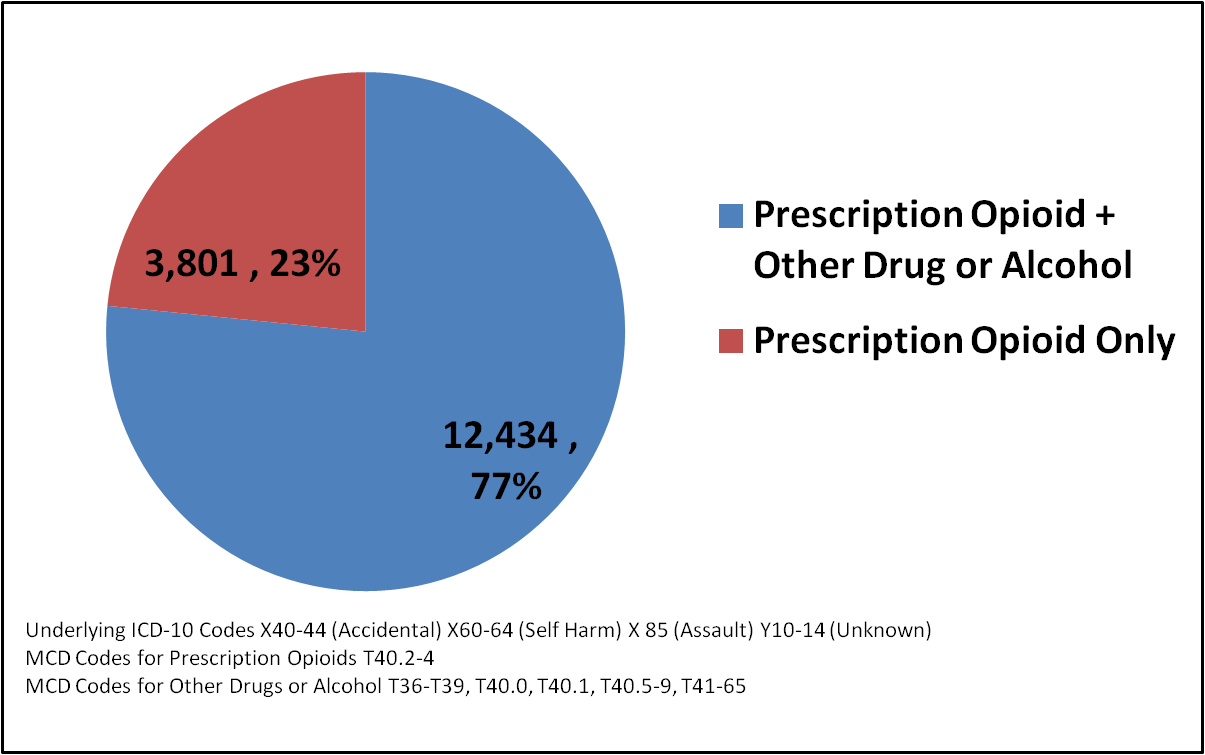 3,801 , 23%
12,434 ,
77%
Prescription Opioid +
Other Drug or Alcohol
Prescription Opioid Only
Underlying ICD-10 Codes X40-44 (Accidental) X60-64 (Self Harm) X 85 (Assault) Y10-14 (Unknown)
MCD Codes for Prescription Opioids T40.2-4
MCD Codes for Other Drugs or Alcohol T36-T39, T40.0, T40.1, T40.5-9, T41-65